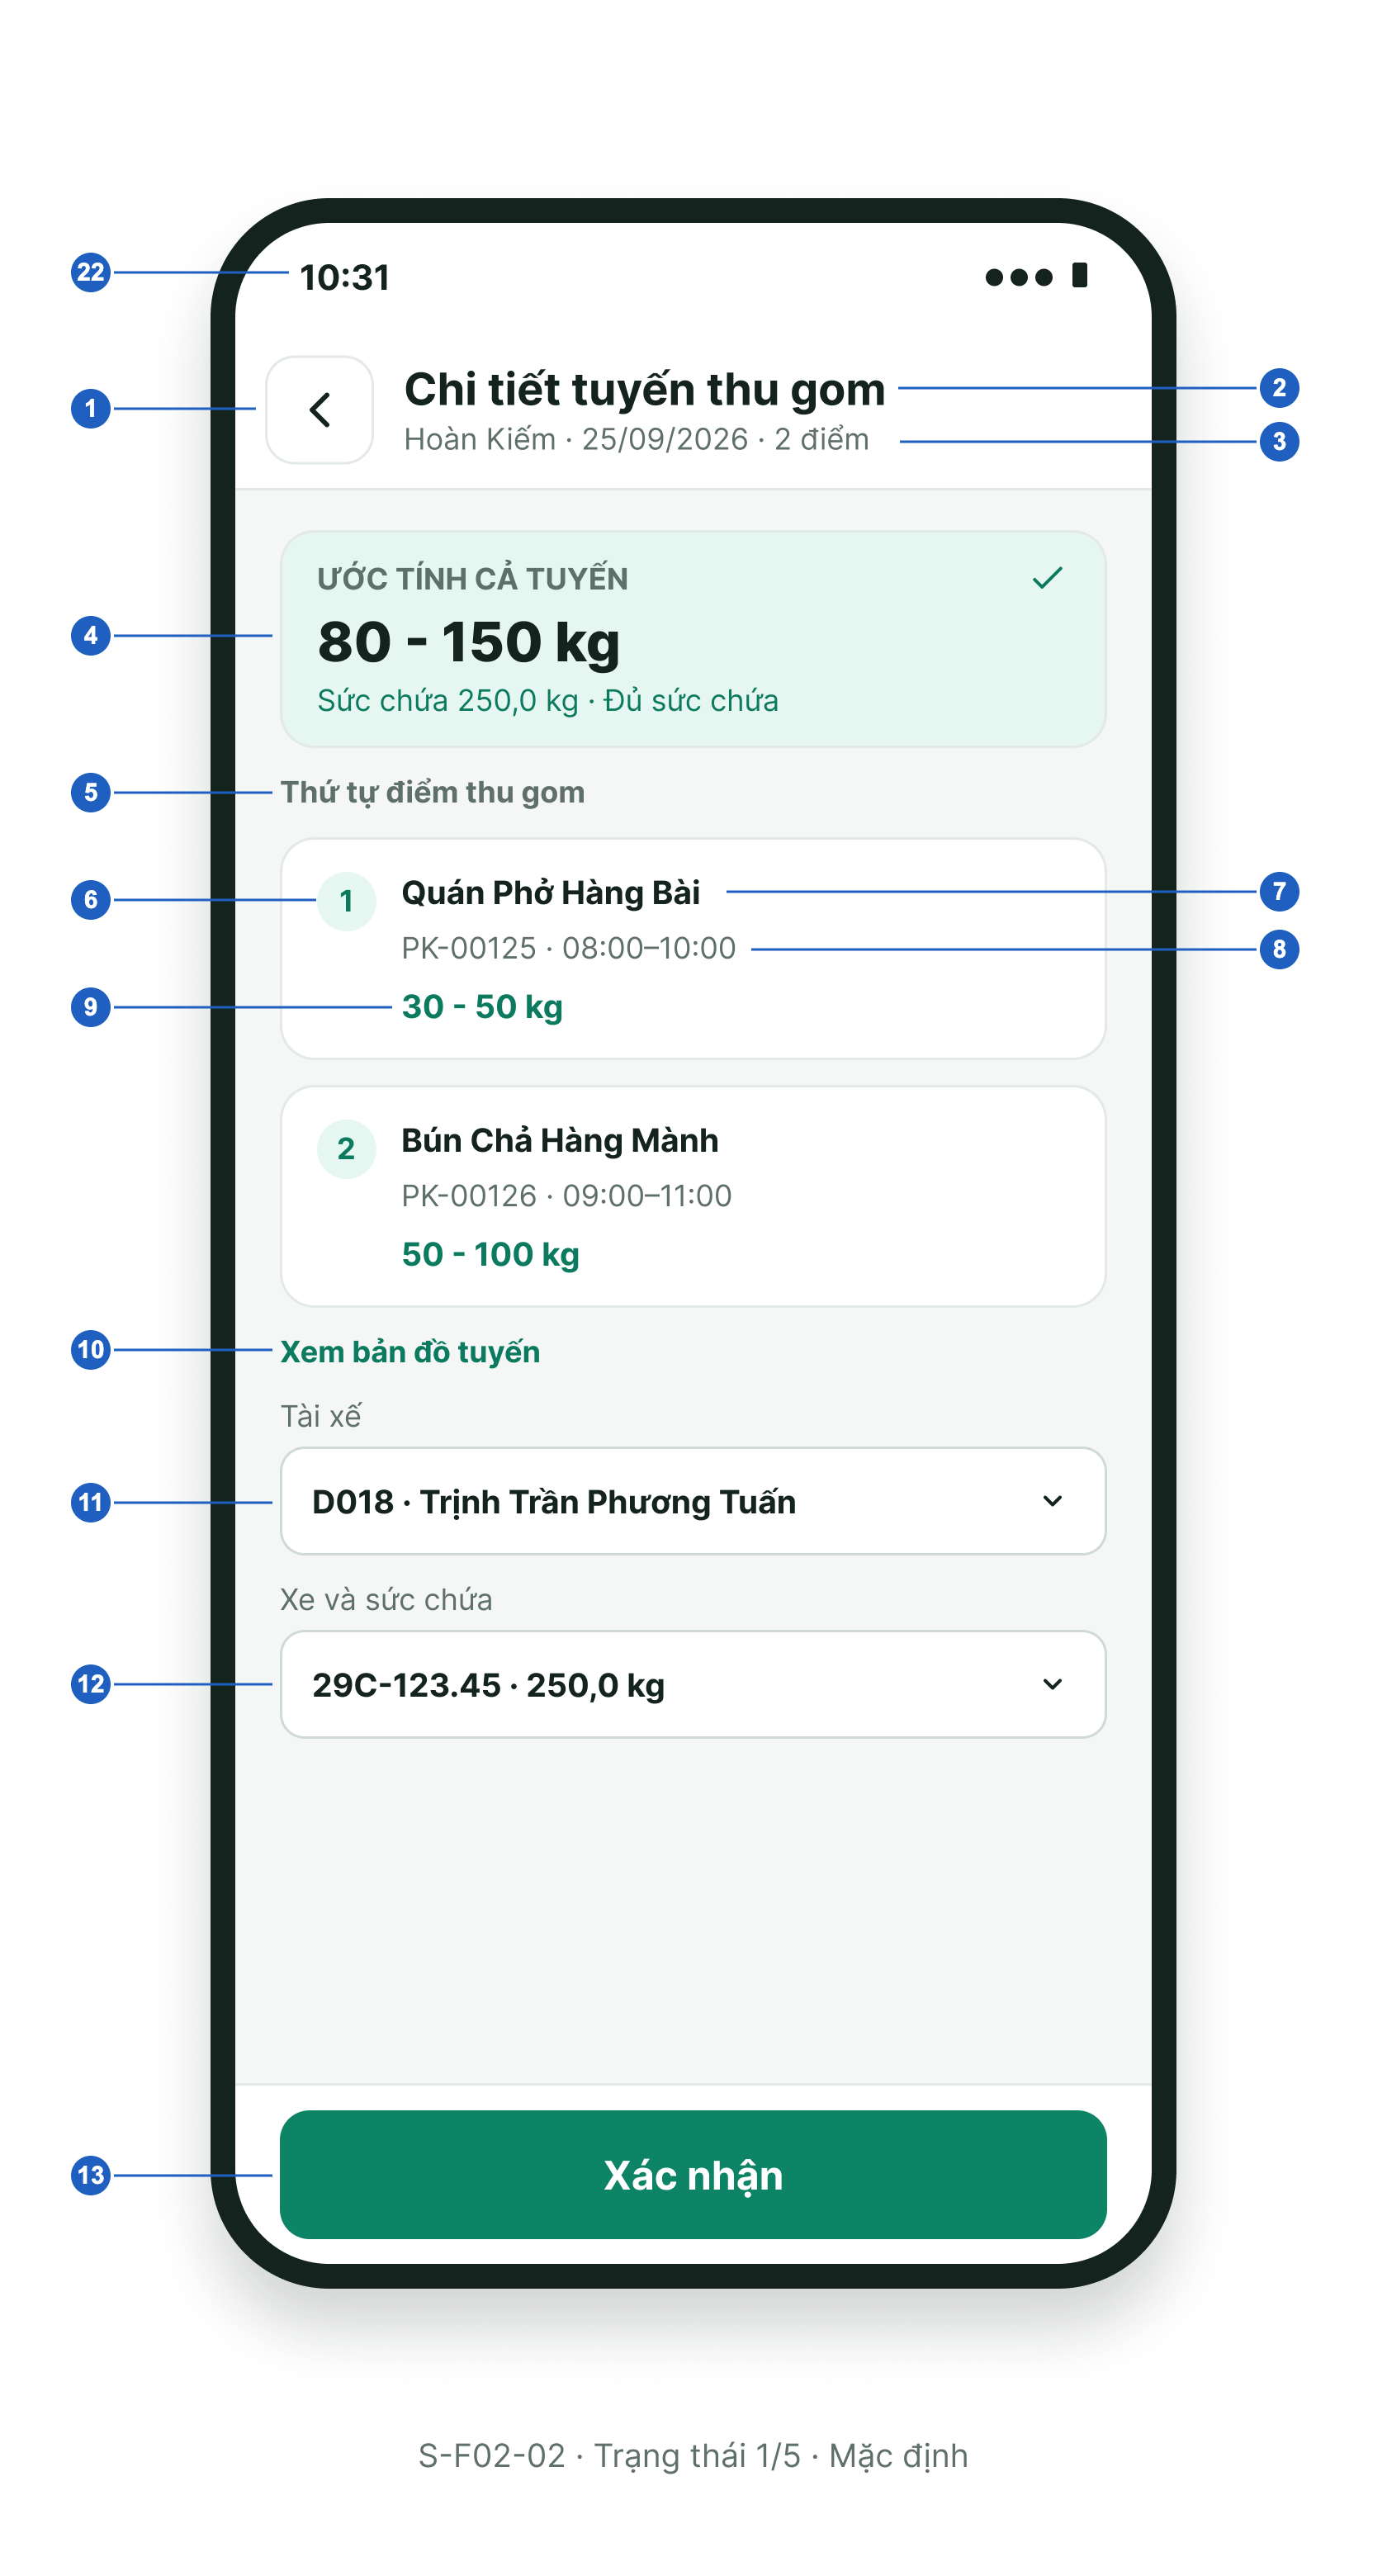 22
10:31
1
Chi tiết tuyến thu gom
2
Hoàn Kiếm · 25/09/2026 · 2 điểm
3
ƯỚC TÍNH CẢ TUYẾN
4
80 - 150 kg
Sức chứa 250,0 kg · Đủ sức chứa
5
Thứ tự điểm thu gom
6
1
Quán Phở Hàng Bài
7
PK-00125 · 08:00–10:00
8
9
30 - 50 kg
2
Bún Chả Hàng Mành
PK-00126 · 09:00–11:00
50 - 100 kg
10
Xem bản đồ tuyến
Tài xế
11
D018 · Trịnh Trần Phương Tuấn
Xe và sức chứa
12
29C-123.45 · 250,0 kg
13
Xác nhận
S-F02-02 · Trạng thái 1/5 · Mặc định